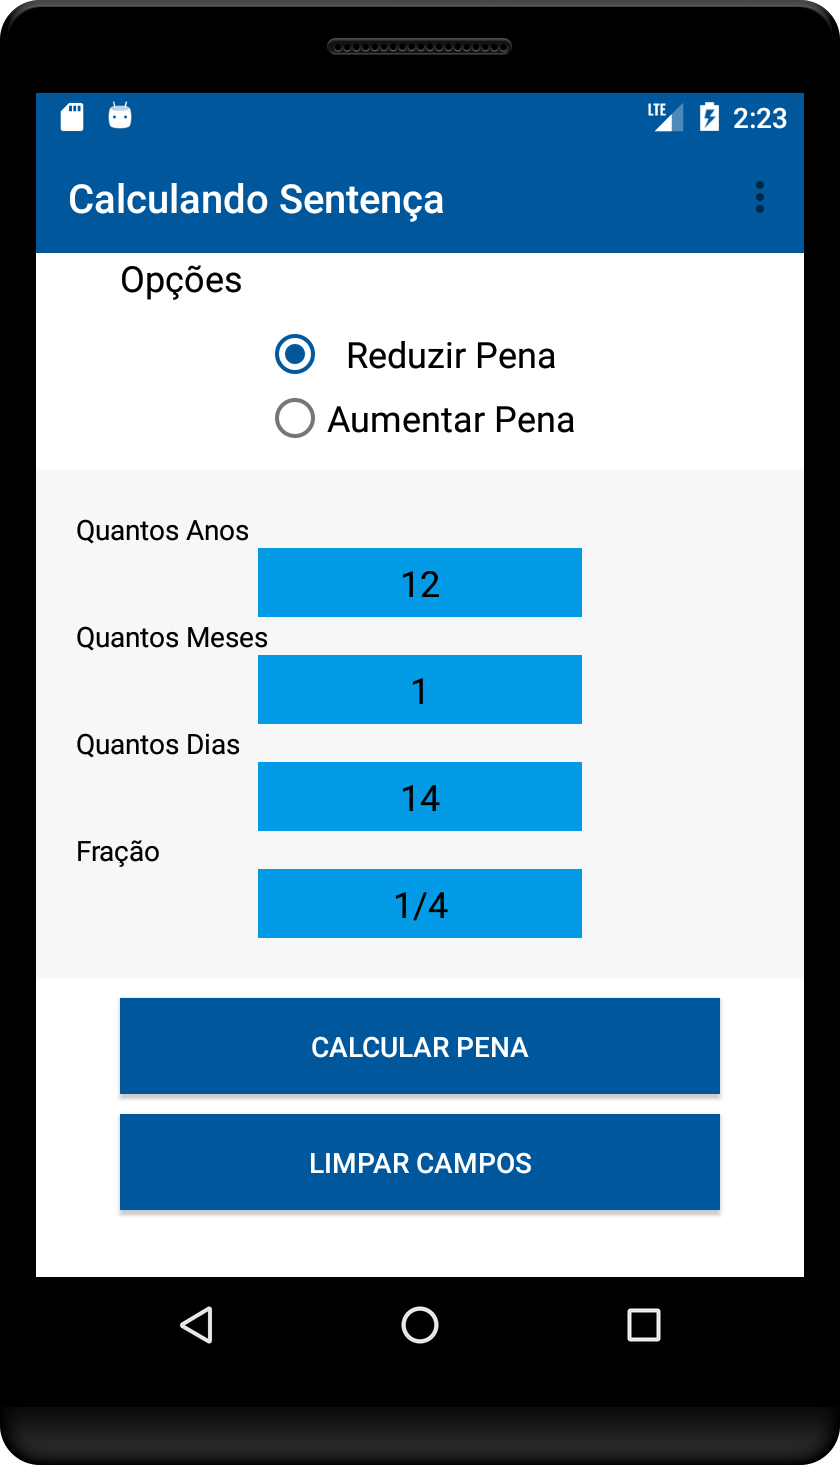 LTE 2:23
Calculando Sentença
Opções
Reduzir Pena
Aumentar Pena
Quantos Anos
12
Quantos Meses
1
Quantos Dias
14
Fração
1/4
CALCULAR PENA
LIMPAR CAMPOS